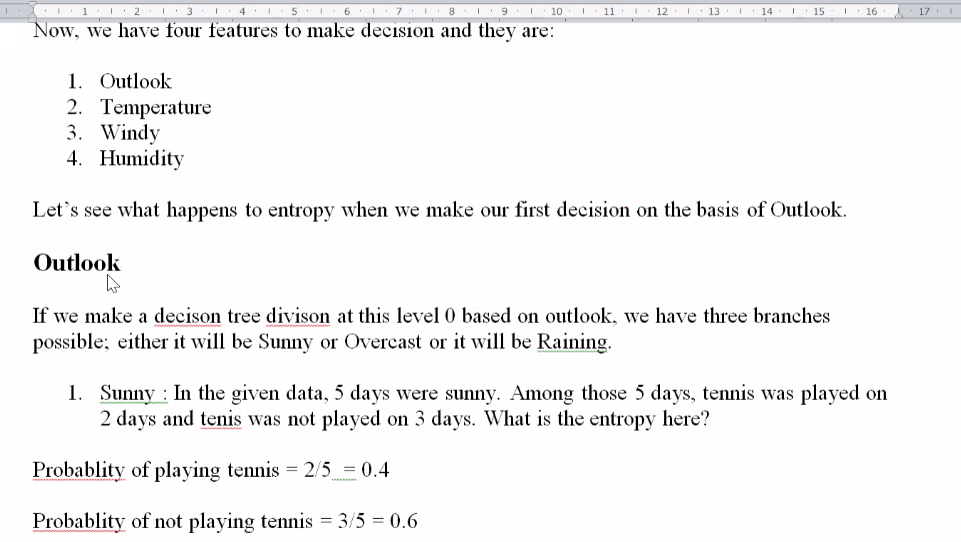 1 2 3 4 5 6 7 8 9 10 11 12 13 14 15 16 17
Now, we have four features to make decision and they are:
1. Outlook
2. Temperature
3. Windy
4. Humidity
Let’s see what happens to entropy when we make our first decision on the basis of Outlook.
Outlook
If we make a decison tree divison at this level 0 based on outlook, we have three branches
possible; either it will be Sunny or Overcast or it will be Raining.
1. Sunny : In the given data, 5 days were sunny. Among those 5 days, tennis was played on
2 days and tenis was not played on 3 days. What is the entropy here?
Probablity of playing tennis = 2/5 = 0.4
Probablity of not playing tennis = 3/5 = 0.6